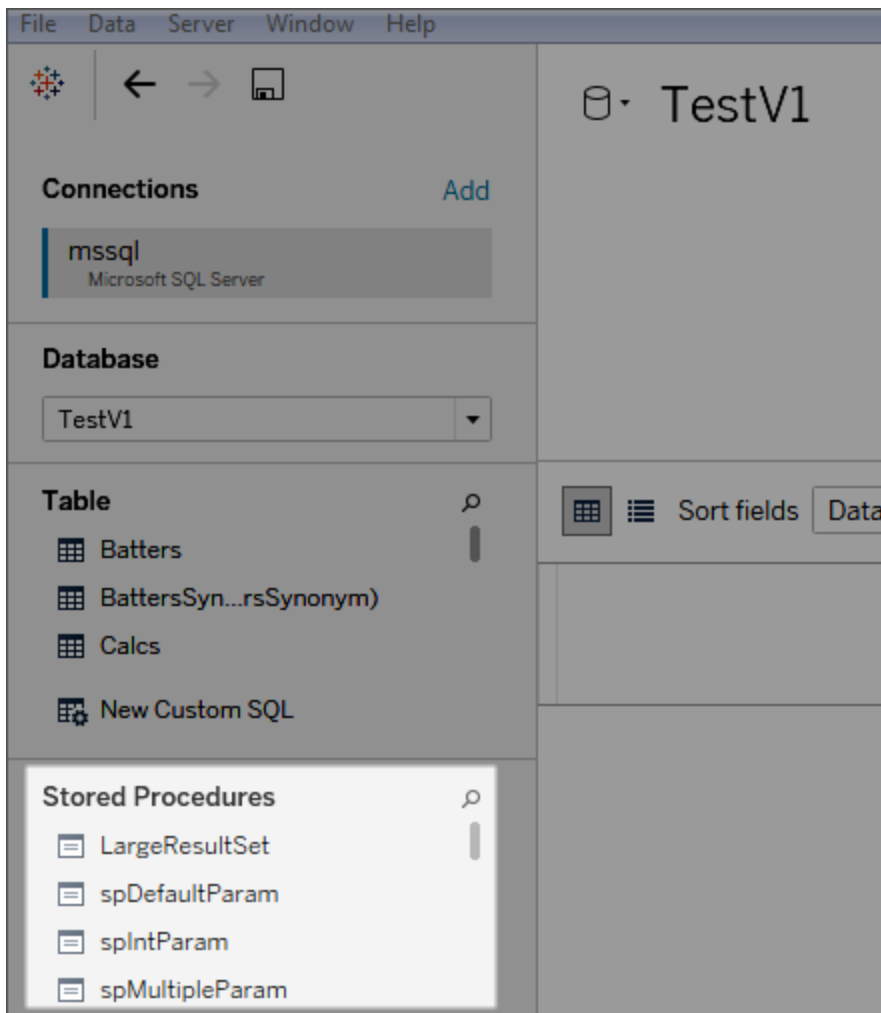 File Data Server Window Help
TestV1
Connections Add
mssql
Microsoft SQL Server
Database
TestV1
Table
Sort fields Data
Batters
BattersSyn...rsSynonym)
Calcs
New Custom SQL
Stored Procedures
LargeResultSet
spDefaultParam
spIntParam
spMultipleParam